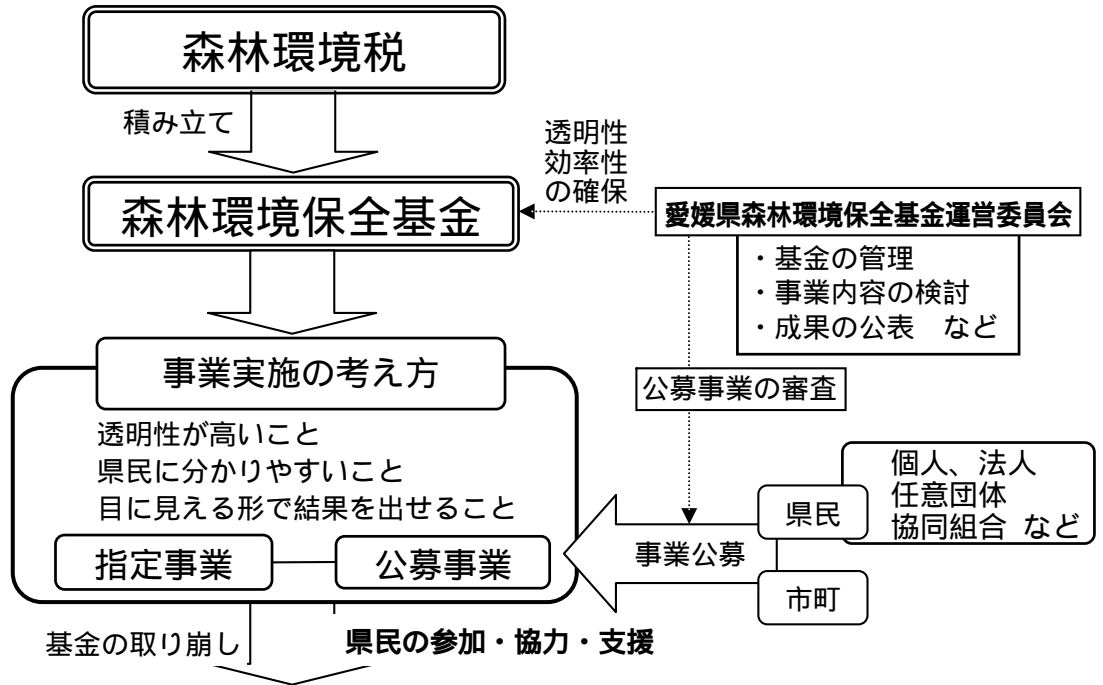 森林環境税
積み立て
透明性
効率性
の確保
森林環境保全基金
愛媛県森林環境保全基金運営委員会
・基金の管理
・事業内容の検討
・成果の公表　など
事業実施の考え方
公募事業の審査
透明性が高いこと
県民に分かりやすいこと
目に見える形で結果を出せること
個人、法人
任意団体
協同組合 など
県民
指定事業
公募事業
事業公募
市町
基金の取り崩し
県民の参加・協力・支援